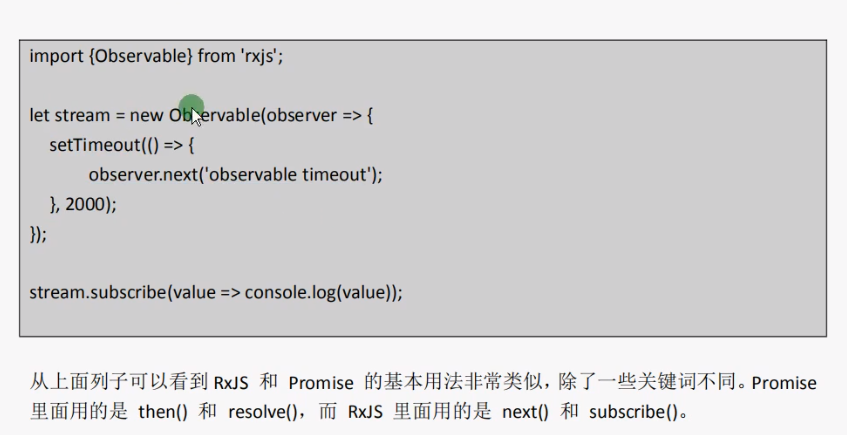 import {Observable} from 'rxjs';
let stream = new Observable(observer => {
setTimeout(() => {
observer.next('observable timeout');
}, 2000);
});
stream.subscribe(value => console.log(value));
从上面列子可以看到 RxJS 和 Promise 的基本用法非常类似，除了一些关键词不同。Promise
里面用的是 then() 和 resolve()，而 RxJS 里面用的是 next() 和 subscribe()。